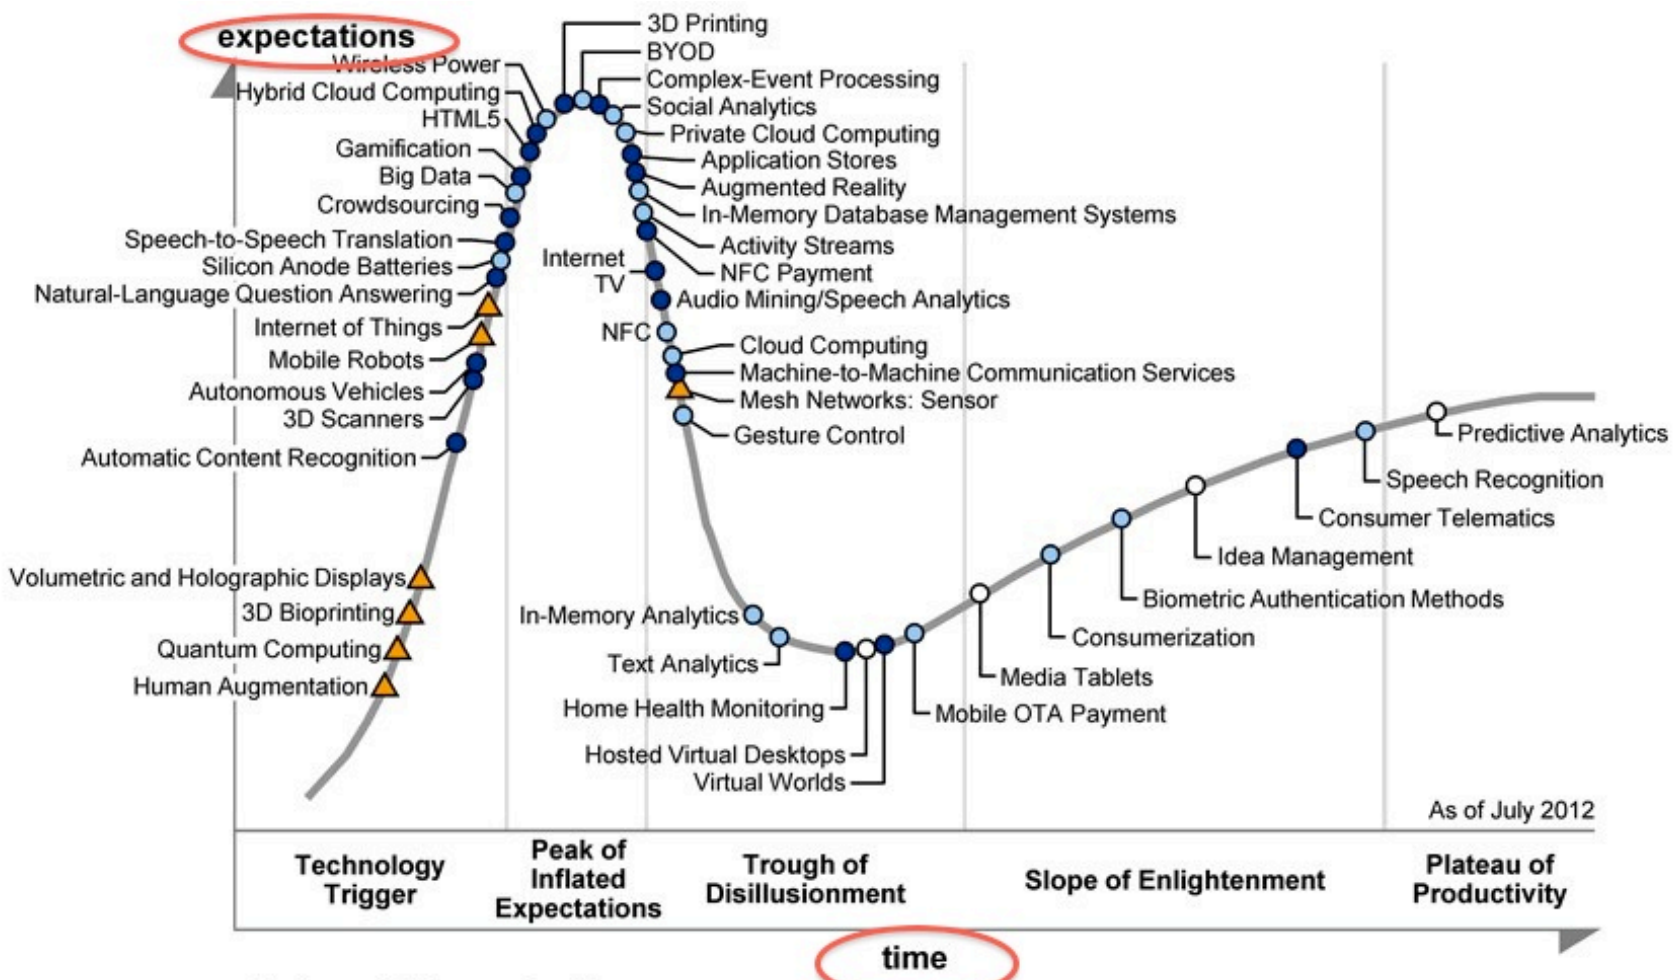 expectations
3D Printing
BYOD
Wireless Power
Complex-Event Processing
Hybrid Cloud Computing
Social Analytics
HTML5
Private Cloud Computing
Gamification
Application Stores
Big Data
Augmented Reality
Crowdsourcing
In-Memory Database Management Systems
Speech-to-Speech Translation
Activity Streams
Silicon Anode Batteries
Internet
TV
NFC Payment
Natural-Language Question Answering
Audio Mining/Speech Analytics
Internet of Things
NFC
Cloud Computing
Mobile Robots
Machine-to-Machine Communication Services
Autonomous Vehicles
Mesh Networks: Sensor
3D Scanners
Gesture Control
Automatic Content Recognition
Predictive Analytics
Speech Recognition
Consumer Telematics
Idea Management
Volumetric and Holographic Displays
Biometric Authentication Methods
3D Bioprinting
In-Memory Analytics
Consumerization
Quantum Computing
Text Analytics
Media Tablets
Human Augmentation
Home Health Monitoring
Mobile OTA Payment
Hosted Virtual Desktops
Virtual Worlds
As of July 2012
Technology
Trigger
Peak of
Inflated
Expectations
Trough of
Disillusionment
Slope of Enlightenment
Plateau of
Productivity
time